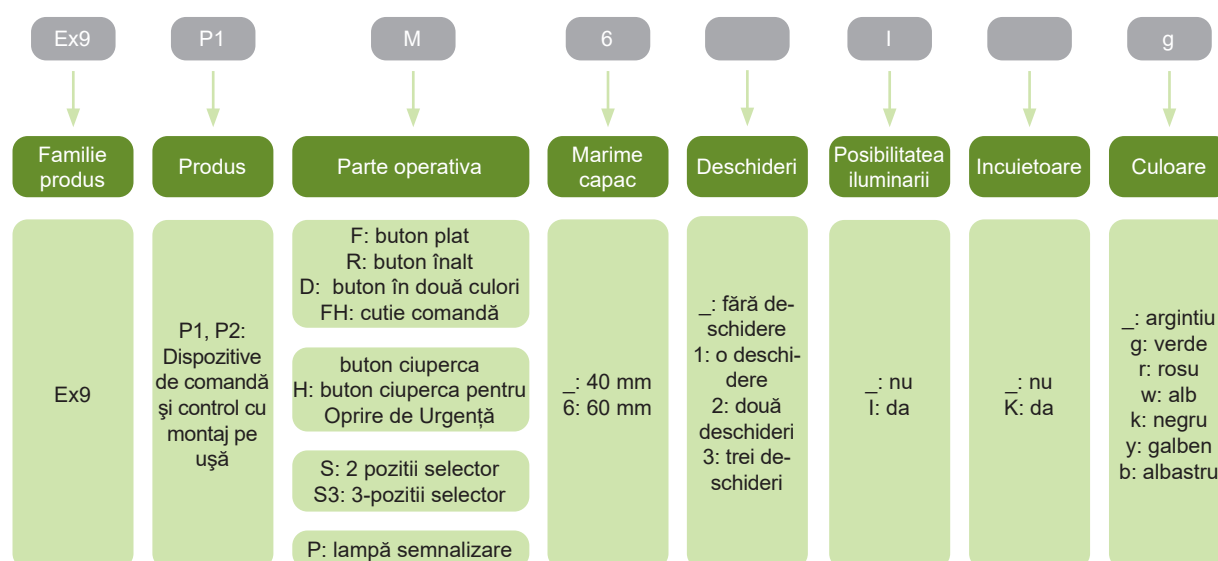 Ex9
P1
M
6
I
g
Familie
produs
Produs
Parte operativa
Marime
capac
Deschideri
Posibilitatea
iluminarii
Incuietoare
Culoare
Ex9
P1, P2:
Dispozitive
de comandă
şi control cu
montaj pe
uşă
F: buton plat
R: buton înalt
D: buton în două culori
FH: cutie comandă
buton ciuperca
H: buton ciuperca pentru
Oprire de Urgență
S: 2 pozitii selector
S3: 3-pozitii selector
P: lampă semnalizare
_: 40 mm
6: 60 mm
_: fără de-
schidere
1: o deschi-
dere
2: două
deschideri
3: trei de-
schideri
_: nu
I: da
_: nu
K: da
_: argintiu
g: verde
r: rosu
w: alb
k: negru
y: galben
b: albastru